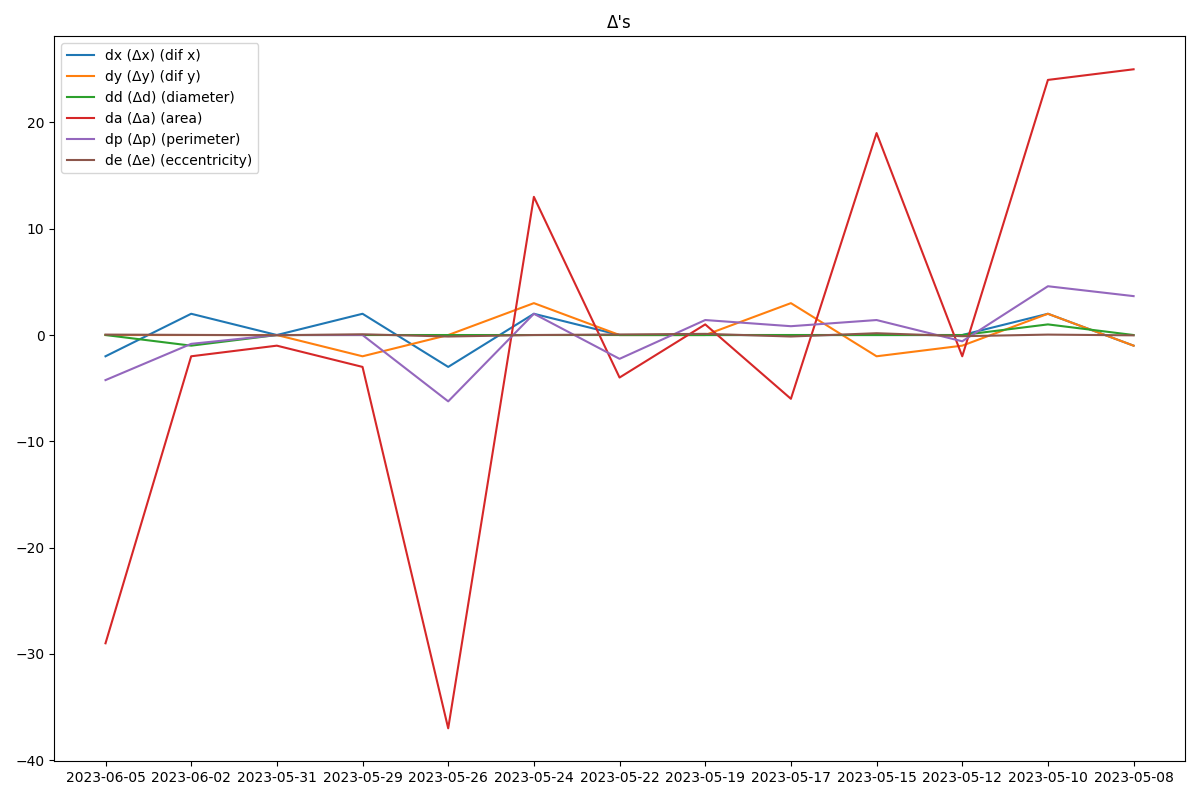 Δ's
dx (Δx) (dif x)
dy (Δy) (dif y)
dd (Δd) (diameter)
da (Δa) (area)
dp (Δp) (perimeter)
de (Δe) (eccentricity)
20
10
0
−10
−20
−30
−40
2023-06-05 2023-06-02 2023-05-31 2023-05-29 2023-05-26 2023-05-24 2023-05-22 2023-05-19 2023-05-17 2023-05-15 2023-05-12 2023-05-10 2023-05-08